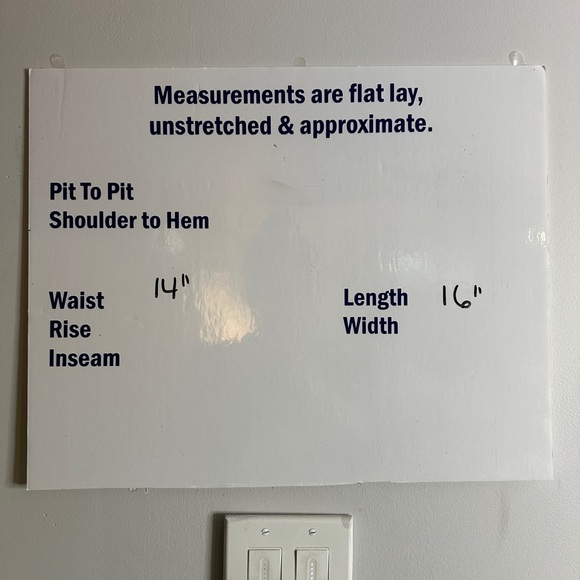 Measurements are flat lay,
unstretched & approximate.
Pit To Pit
Shoulder to Hem
Waist 14"
Rise
Inseam
Length 16"
Width